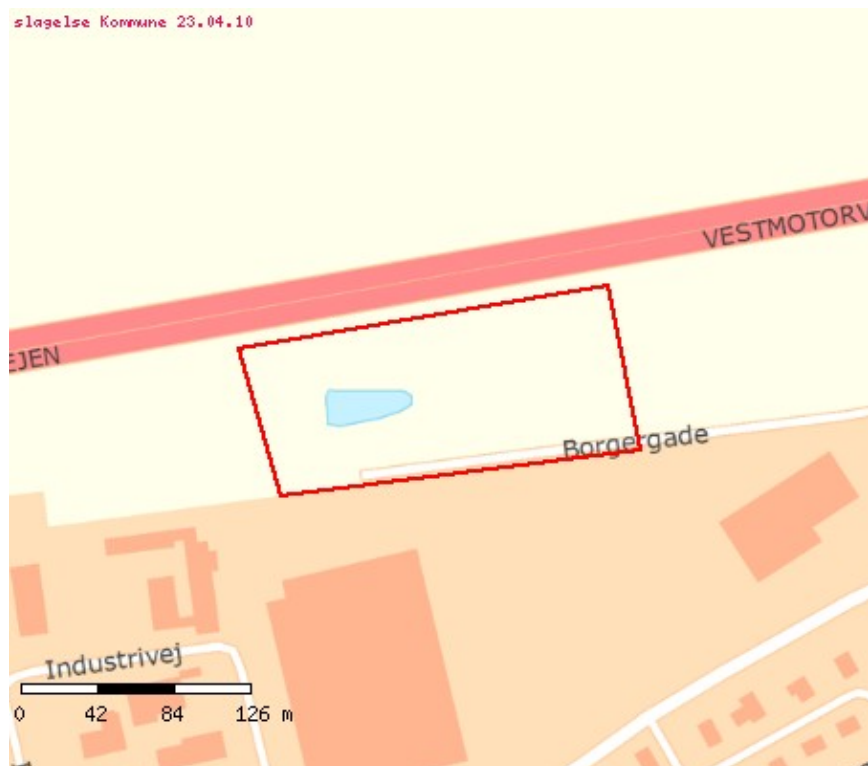 slagelse Kommune 23.04.10
VESTMOTORV
EJEN
Borgergade
Industrivej
0 42 84 126 m